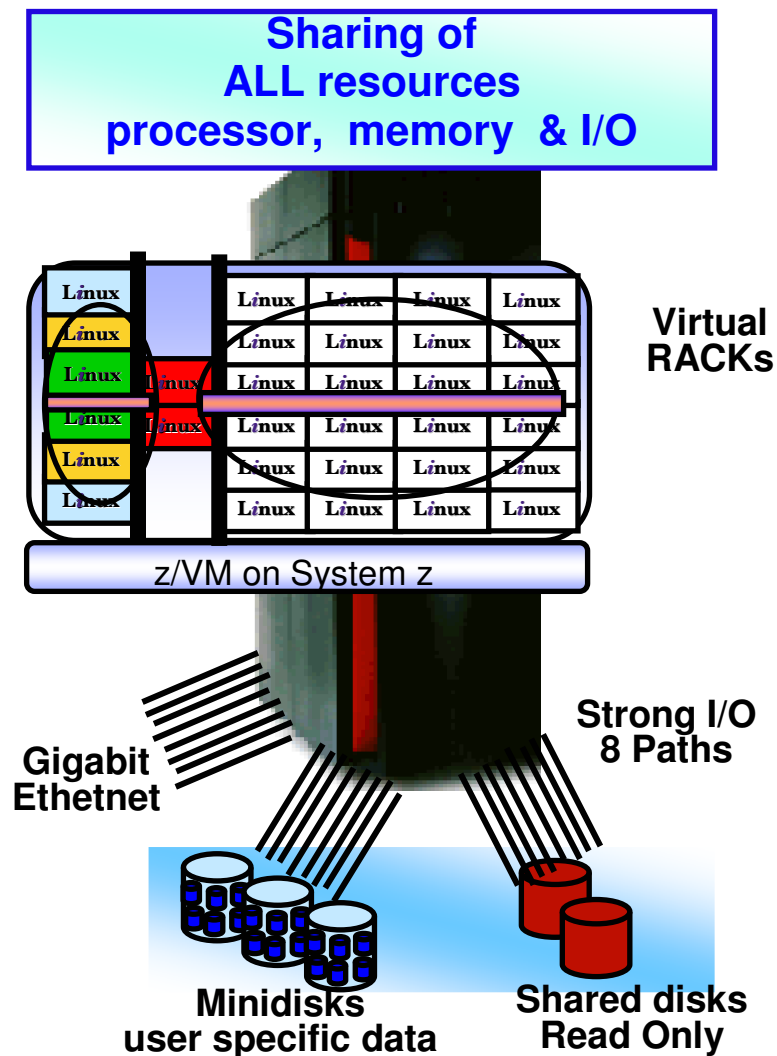 Sharing of
ALL resources
processor, memory & I/O
Linux
Linux Linux Linux Linux
Linux
Linux Linux Linux Linux
Linux
Linux
Linux Linux Linux Linux
Linux
Linux
Linux Linux Linux Linux
Linux
Linux Linux Linux Linux
Linux
Linux Linux Linux Linux
Virtual
RACKs
z/VM on System z
Strong I/O
8 Paths
Gigabit
Ethetnet
Minidisks
user specific data
Shared disks
Read Only